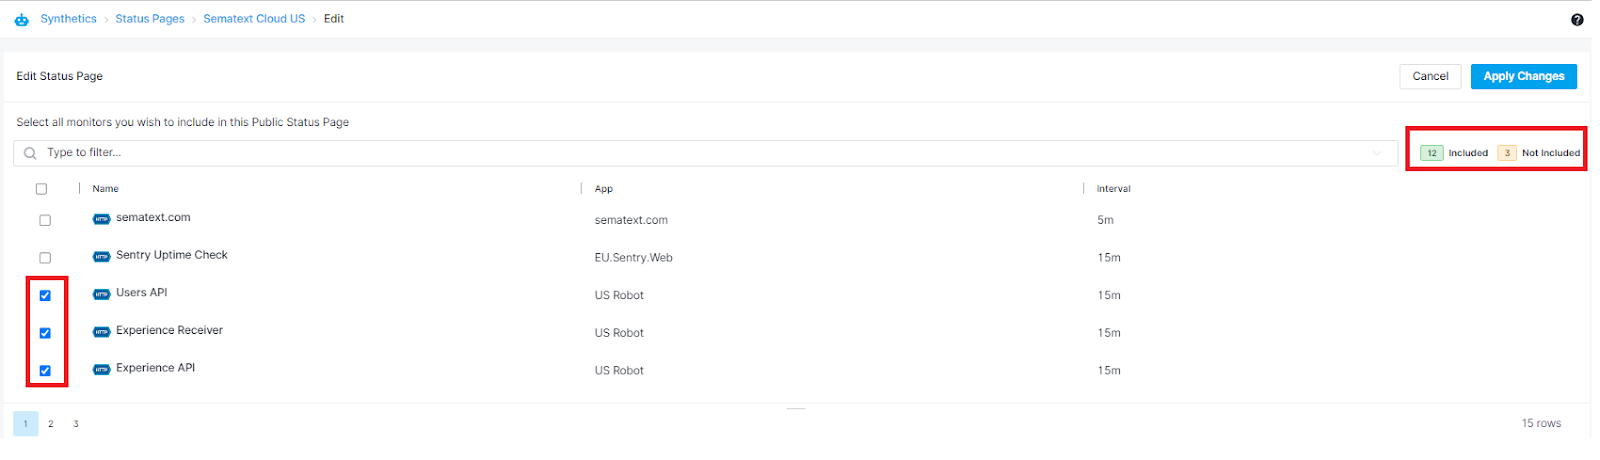 Synthetics > Status Pages > Sematext Cloud US > Edit
?
Edit Status Page
Cancel
Apply Changes
Select all monitors you wish to include in this Public Status Page
Type to filter...
12 Included 3 Not Included
Name App Interval
HTTP sematext.com sematext.com 5m
HTTP Sentry Uptime Check EU.Sentry.Web 15m
HTTP Users API US Robot 15m
HTTP Experience Receiver US Robot 15m
HTTP Experience API US Robot 15m
1 2 3
15 rows